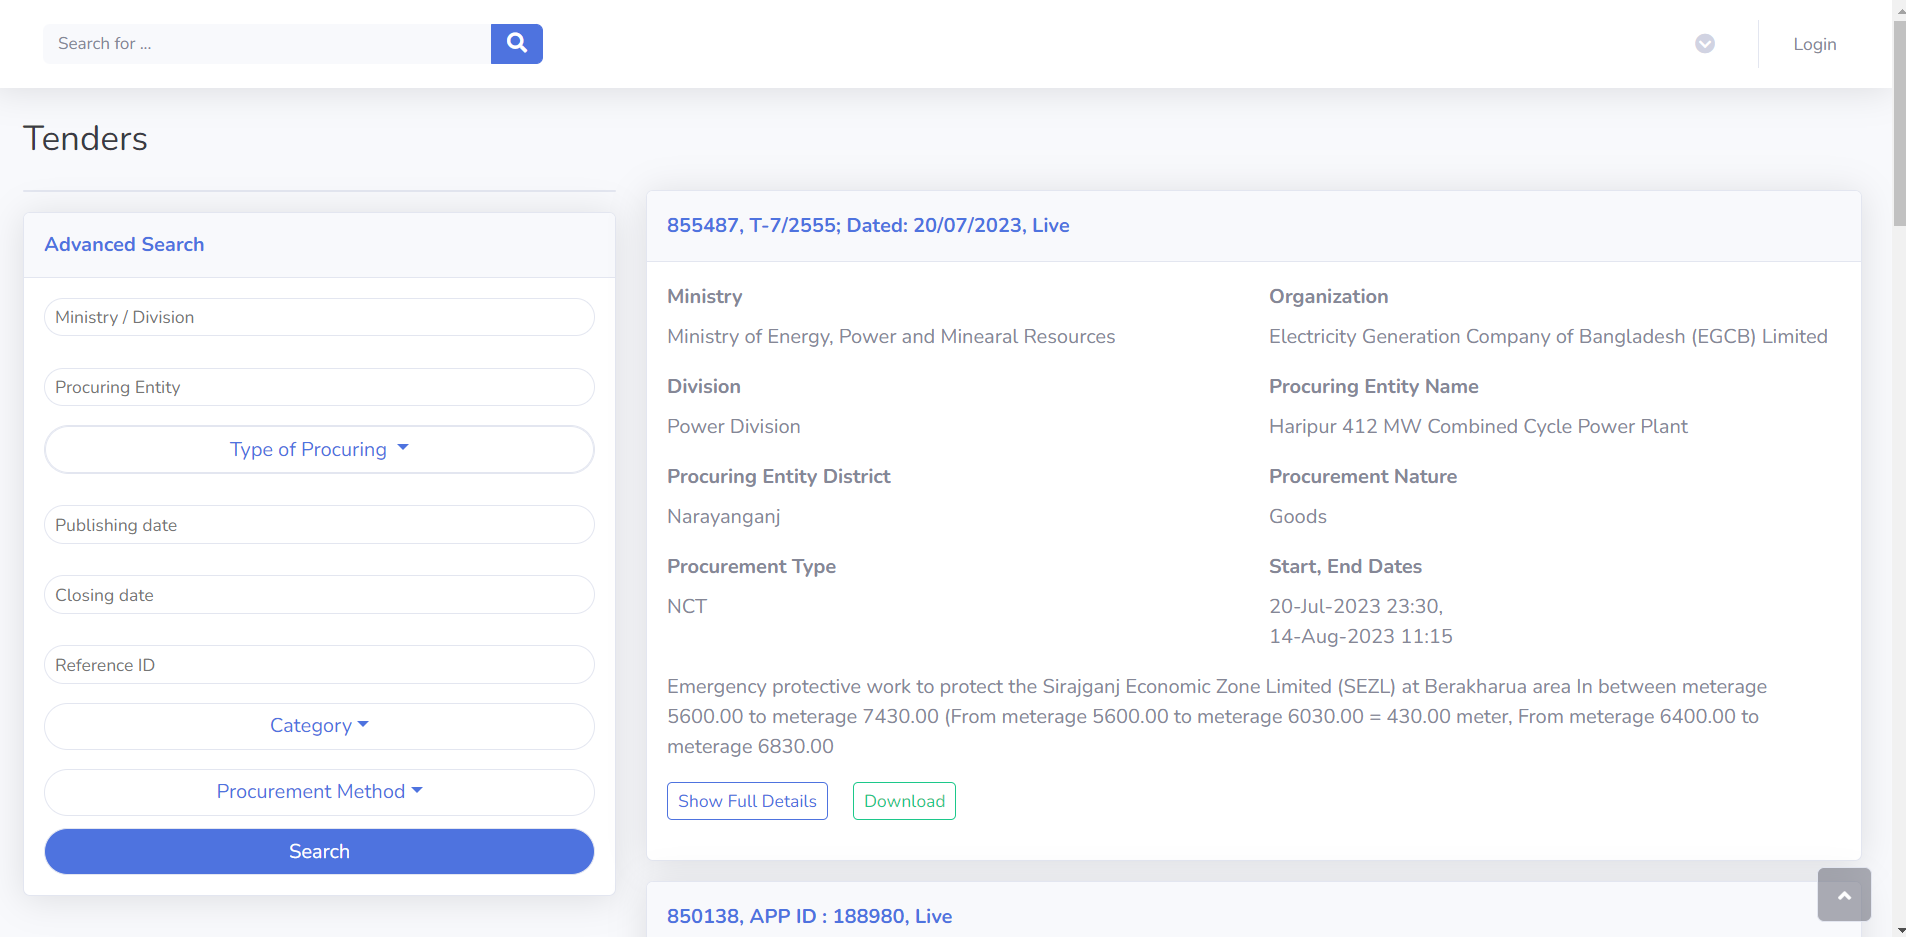 Search for ...
Login
Tenders
Advanced Search
Ministry / Division
Procuring Entity
Type of Procuring
Publishing date
Closing date
Reference ID
Category
Procurement Method
Search
855487, T-7/2555; Dated: 20/07/2023, Live
Ministry
Ministry of Energy, Power and Minearal Resources
Organization
Electricity Generation Company of Bangladesh (EGCB) Limited
Division
Power Division
Procuring Entity Name
Haripur 412 MW Combined Cycle Power Plant
Procuring Entity District
Narayanganj
Procurement Nature
Goods
Procurement Type
NCT
Start, End Dates
20-Jul-2023 23:30,
14-Aug-2023 11:15
Emergency protective work to protect the Sirajganj Economic Zone Limited (SEZL) at Berakharua area In between meterage
5600.00 to meterage 7430.00 (From meterage 5600.00 to meterage 6030.00 = 430.00 meter, From meterage 6400.00 to
meterage 6830.00
Show Full Details
Download
850138, APP ID : 188980, Live